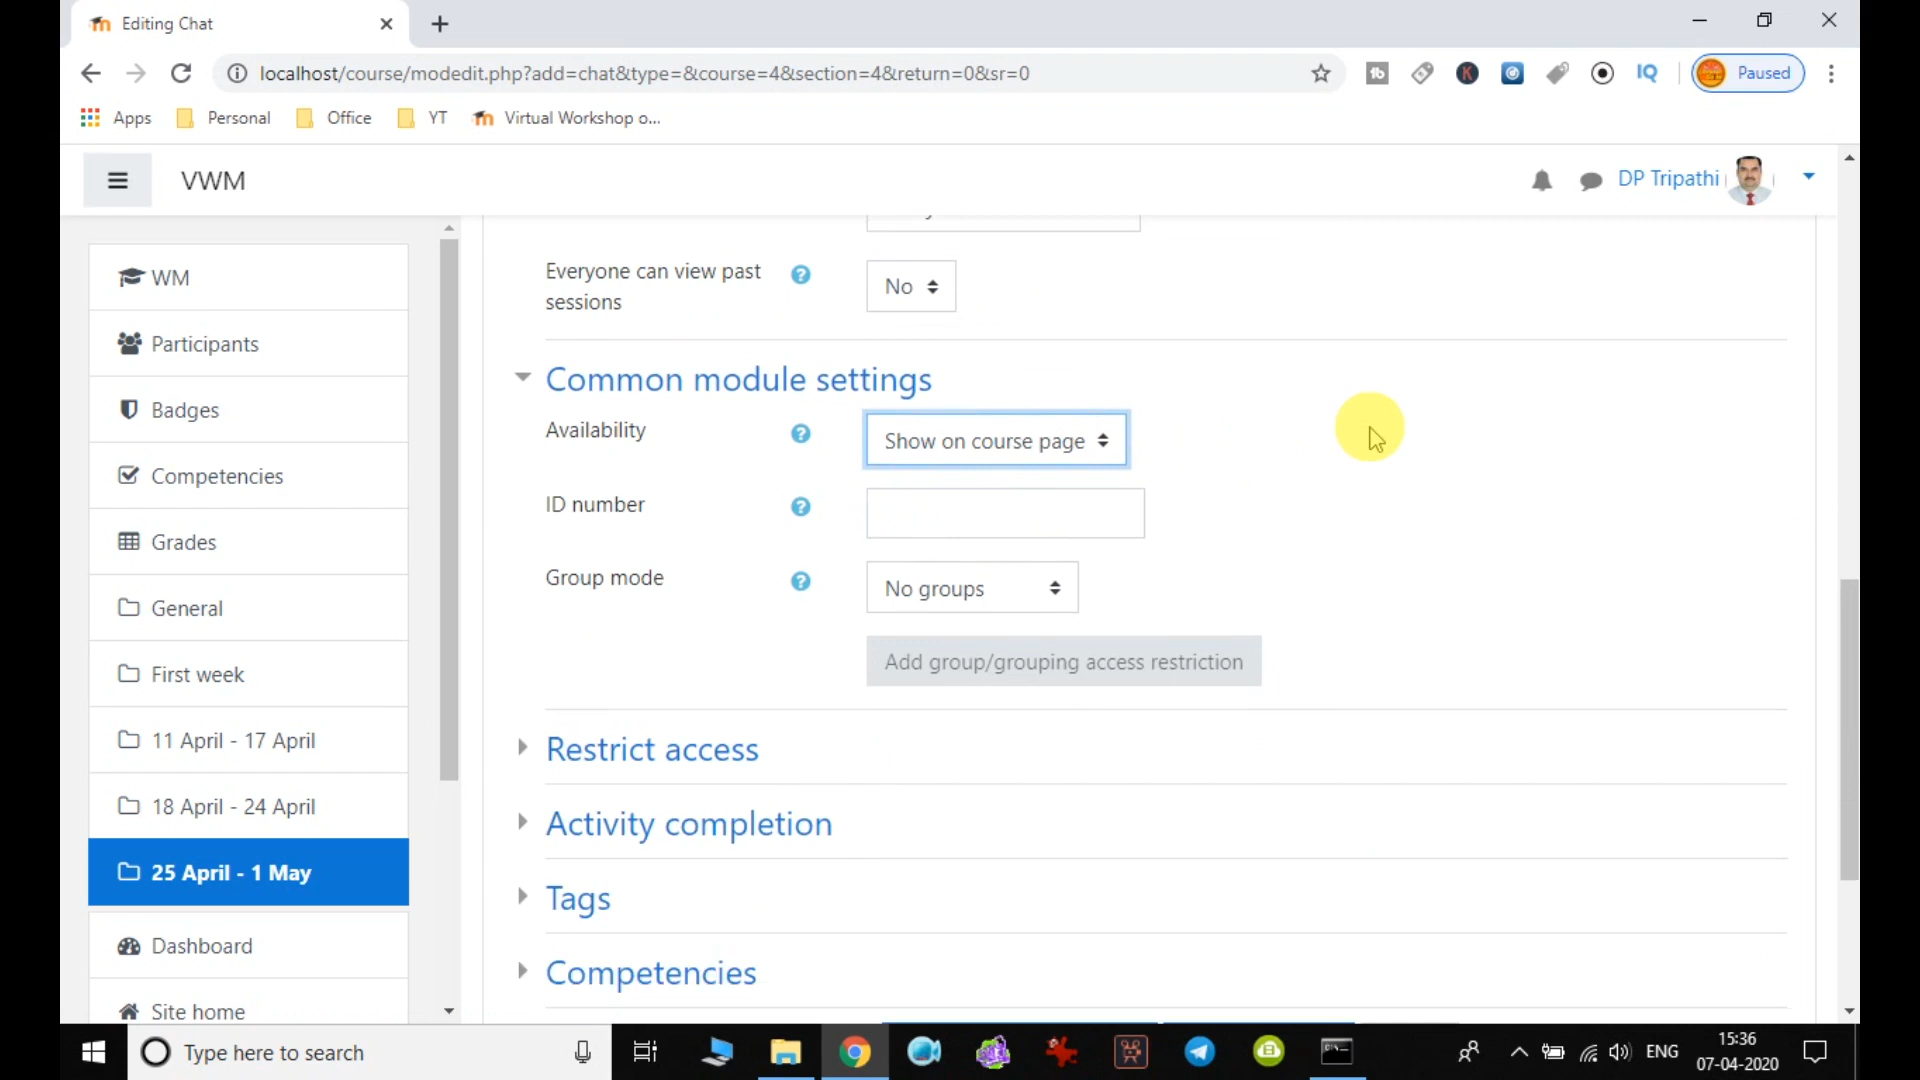 Editing Chat
localhost/course/modedit.php?add=chat&type=&course=4&section=4&return=0&sr=0
Paused
Apps
Personal
Office
YT
Virtual Workshop o...
VWM
DP Tripathi
WM
Participants
Badges
Competencies
Grades
General
First week
11 April - 17 April
18 April - 24 April
25 April - 1 May
Dashboard
Site home
Everyone can view past
sessions
No
Common module settings
Availability
Show on course page
ID number
Group mode
No groups
Add group/grouping access restriction
Restrict access
Activity completion
Tags
Competencies
Type here to search
ENG
15:36
07-04-2020